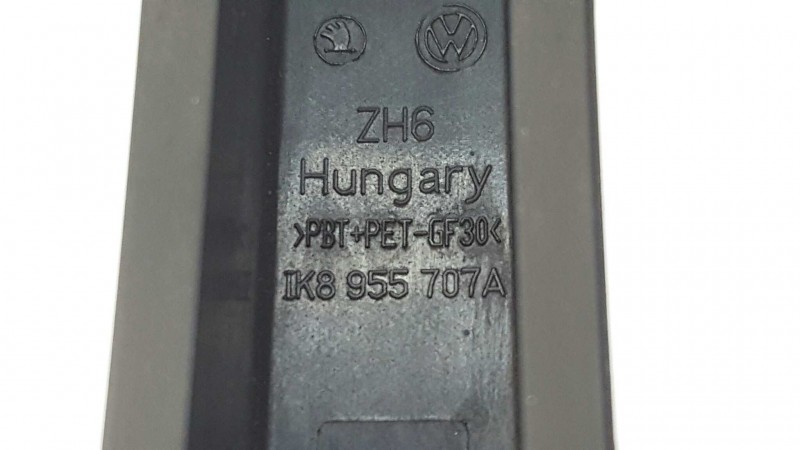 ZH6
Hungary
>PBT+PET-GF30<
1K8 955 707A